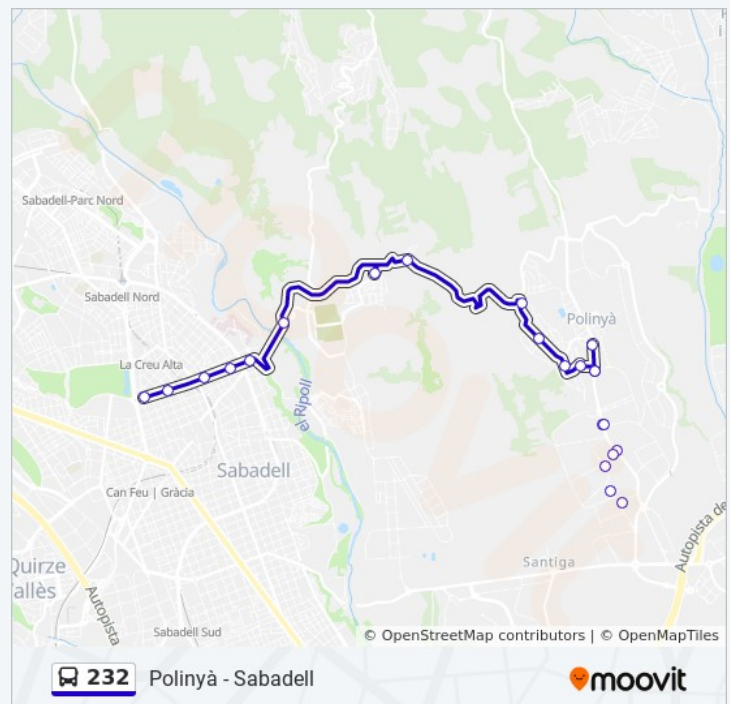 Sabadell-Parc Nord
Sabadell Nord
Polinyà
La Creu Alta
el Ripoll
Sabadell
Can Feu | Gràcia
Santiga
Autopista de
Quirze
Vallès
Autopista
Sabadell Sud
© OpenStreetMap contributors | © OpenMapTiles
232 Polinyà - Sabadell
moovit